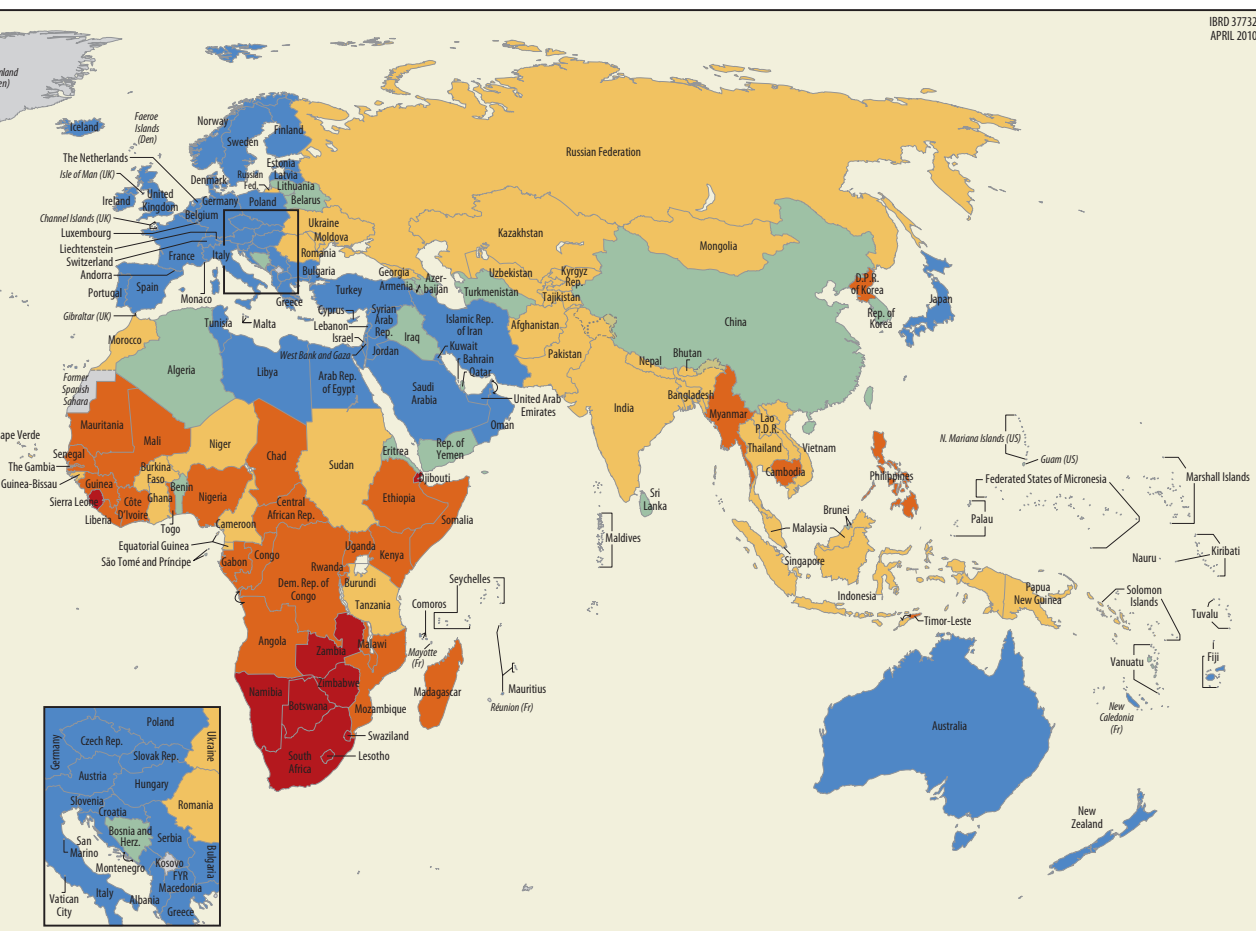 IBRD 37732
APRIL 2010
en)
Iceland
Norway
Faeroe
Islands
(Den)
Finland
Sweden
Russian Federation
The Netherlands
Isle of Man (UK)
Estonia
Latvia
Denmark
Russian
Fed.
Lithuania
Ireland
United
Kingdom
Germany
Poland
Belarus
Channel Islands (UK)
Belgium
Luxembourg
Ukraine
Kazakhstan
Mongolia
Liechtenstein
Moldova
Switzerland
France
Italy
Romania
Andorra
Bulgaria
Georgia
Uzbekistan
Kyrgyz
Rep.
D.P.R.
of Korea
Portugal
Spain
Monaco
Greece
Turkey
Armenia
Azer-
baijan
Turkmenistan
Tajikistan
Japan
Gibraltar (UK)
Tunisia
Malta
Cyprus
Lebanon
Israel
Syrian
Arab
Rep.
Iraq
Islamic Rep.
of Iran
Afghanistan
China
Rep. of
Korea
Morocco
West Bank and Gaza
Jordan
Kuwait
Bahrain
Qatar
Pakistan
Nepal
Bhutan
Former
Spanish
Sahara
Algeria
Libya
Arab Rep.
of Egypt
Saudi
Arabia
United Arab
Emirates
India
Bangladesh
Myanmar
Lao
P.D.R.
Mauritania
Mali
Niger
Chad
Sudan
Eritrea
Rep. of
Yemen
Oman
Thailand
Vietnam
N. Mariana Islands (US)
Guam (US)
ape Verde
Senegal
The Gambia
Guinea-Bissau
Guinea
Burkina
Faso
Benin
Nigeria
Djibouti
Ethiopia
Cambodia
Philippines
Federated States of Micronesia
Marshall Islands
Sierra Leone
Liberia
Côte
D'Ivoire
Ghana
Togo
Cameroon
Central
African Rep.
Somalia
Sri
Lanka
Brunei
Malaysia
Palau
Maldives
Equatorial Guinea
São Tomé and Príncipe
Gabon
Congo
Uganda
Kenya
Rwanda
Burundi
Dem. Rep. of
Congo
Singapore
Nauru
Kiribati
Seychelles
Tanzania
Comoros
Indonesia
Papua
New Guinea
Solomon
Islands
Tuvalu
Angola
Zambia
Malawi
Mayotte
(Fr)
Timor-Leste
Vanuatu
Fiji
Namibia
Zimbabwe
Botswana
Mozambique
Madagascar
Mauritius
Réunion (Fr)
New
Caledonia
(Fr)
Swaziland
Lesotho
South
Africa
Australia
New
Zealand
Poland
Germany
Czech Rep.
Ukraine
Slovak Rep.
Austria
Hungary
Slovenia
Croatia
Romania
Bosnia and
Herz.
Serbia
San
Marino
Montenegro
Kosovo
Bulgaria
FYR
Macedonia
Vatican
City
Italy
Albania
Greece